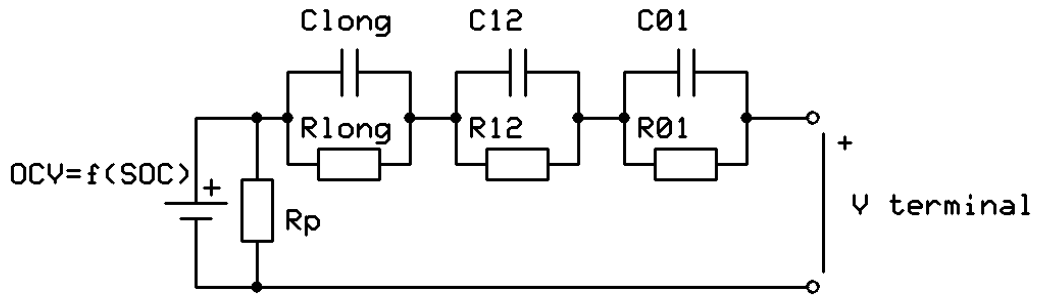 Clong C12 C01
Rlong R12 R01
OCV=f(SOC) + +
Rp V terminal